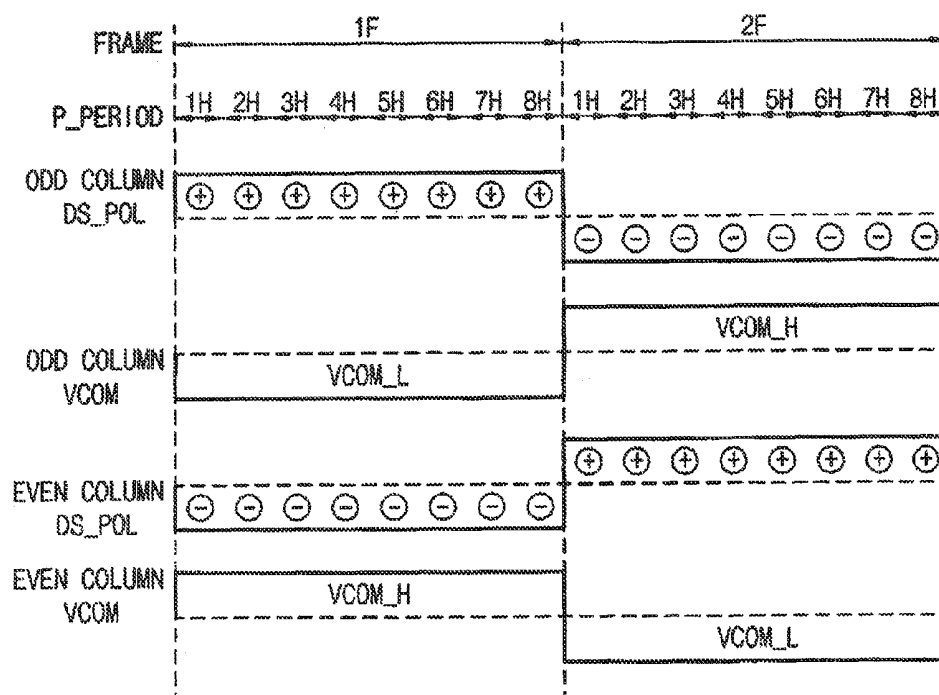 FRAME 1F 2F
P_PERIOD 1H 2H 3H 4H 5H 6H 7H 8H 1H 2H 3H 4H 5H 6H 7H 8H
ODD COLUMN
DS_POL
+ + + + + + + +
- - - - - - - -
VCOM_H
ODD COLUMN
VCOM
VCOM_L
+ + + + + + + +
EVEN COLUMN
DS_POL
- - - - - - - -
EVEN COLUMN
VCOM
VCOM_H
VCOM_L